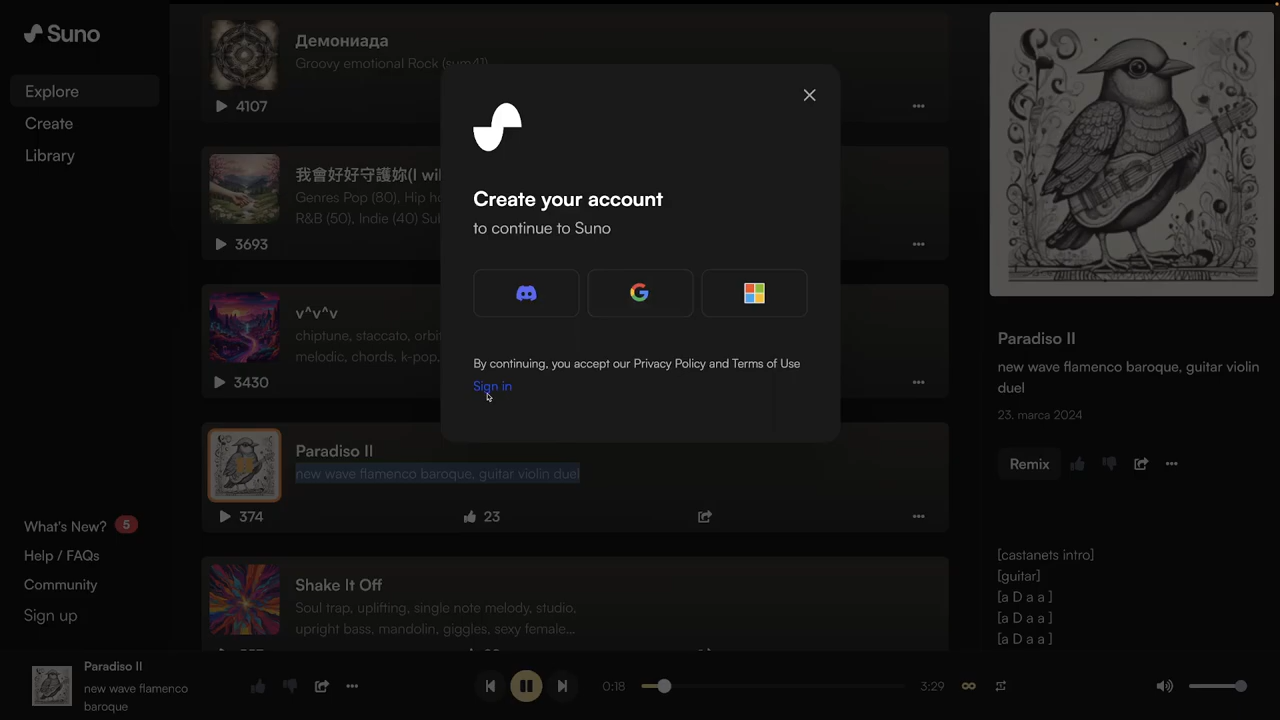 Suno
Explore
Create
Library
What's New? 5
Help / FAQs
Community
Sign up
Демониада
Groovy emotional Rock (sum41)
4107
我會好好守護妳(I wil
Genres Pop (80), Hip h
R&B (50), Indie (40) Su
3693
v^v^v
chiptune, staccato, orbit
melodic, chords, k-pop,
3430
Paradiso II
new wave flamenco baroque, guitar violin duel
374 23
Shake It Off
Soul trap, uplifting, single note melody, studio,
upright bass, mandolin, giggles, sexy female...
Create your account
to continue to Suno
By continuing, you accept our Privacy Policy and Terms of Use
Sign in
Paradiso II
new wave flamenco baroque, guitar violin
duel
23. marca 2024
Remix
[castanets intro]
[guitar]
[a D a a ]
[a D a a ]
[a D a a ]
Paradiso II
new wave flamenco
baroque
0:18 3:29